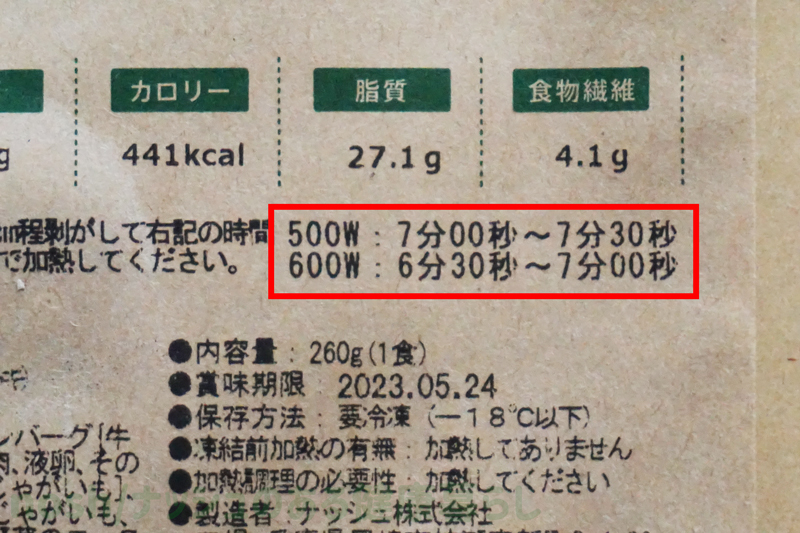 カロリー 脂質 食物繊維
g 441kcal 27.1g 4.1g
cm程剥がして右記の時間 500W：7分00秒～7分30秒
で加熱してください。 600W：6分30秒～7分00秒
●内容量：260g(1食)
●賞味期限：2023.05.24
●保存方法：要冷凍（－18℃以下）
ンバーグ[牛 ●凍結前加熱の有無：加熱してありません
肉、液卵、その ●加熱調理の必要性：加熱してください
じゃがいも]、 ●製造者：ナッシュ株式会社
じゃがいも、